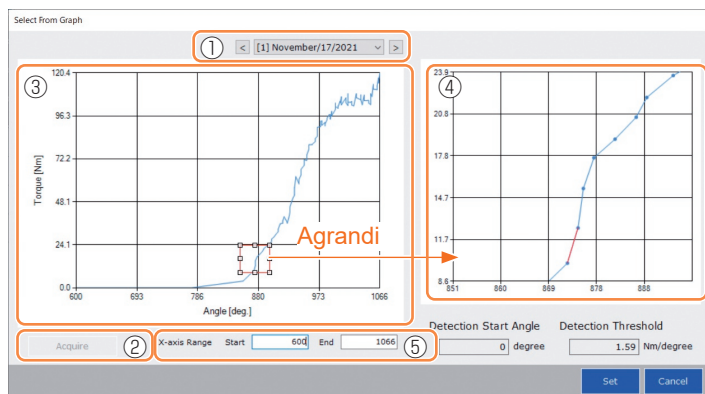 Select From Graph
① < [1] November/17/2021 >
③
120.4
96.3
72.2
48.1
24.1
0.0
Torque [Nm]
600 693 786 880 973 1066
Angle [deg.]
Agrandi
④
23.9
20.8
17.8
14.7
11.7
8.6
851 860 869 878 888
Acquire ②
X-axis Range Start 600 End 1066 ⑤
Detection Start Angle Detection Threshold
0 degree 1.59 Nm/degree
Set Cancel